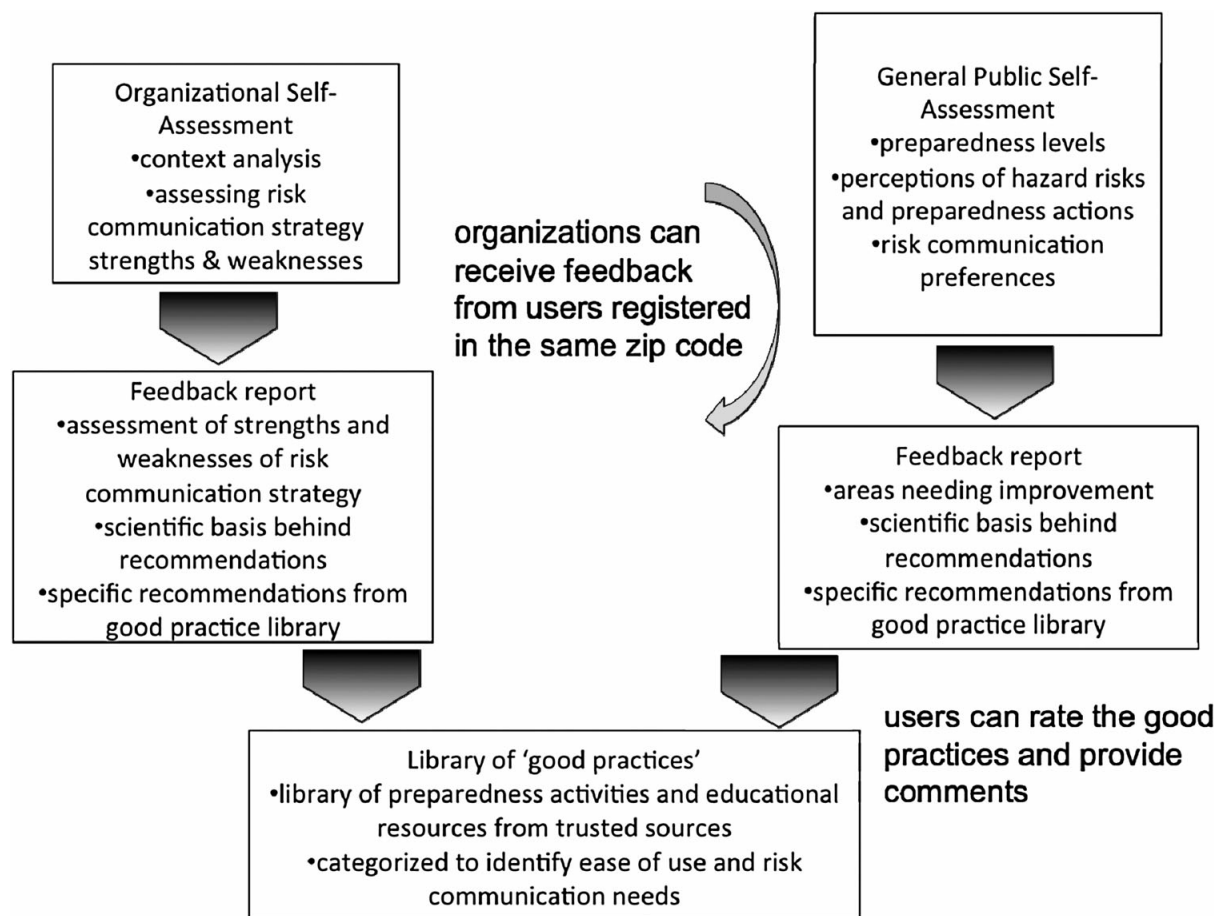 Organizational Self-
Assessment
•context analysis
•assessing risk
communication strategy
strengths & weaknesses
General Public Self-
Assessment
•preparedness levels
•perceptions of hazard risks
and preparedness actions
•risk communication
preferences
organizations can
receive feedback
from users registered
in the same zip code
Feedback report
•assessment of strengths and
weaknesses of risk
communication strategy
•scientific basis behind
recommendations
•specific recommendations from
good practice library
Feedback report
•areas needing improvement
•scientific basis behind
recommendations
•specific recommendations from
good practice library
users can rate the good
practices and provide
comments
Library of ‘good practices’
•library of preparedness activities and educational
resources from trusted sources
•categorized to identify ease of use and risk
communication needs